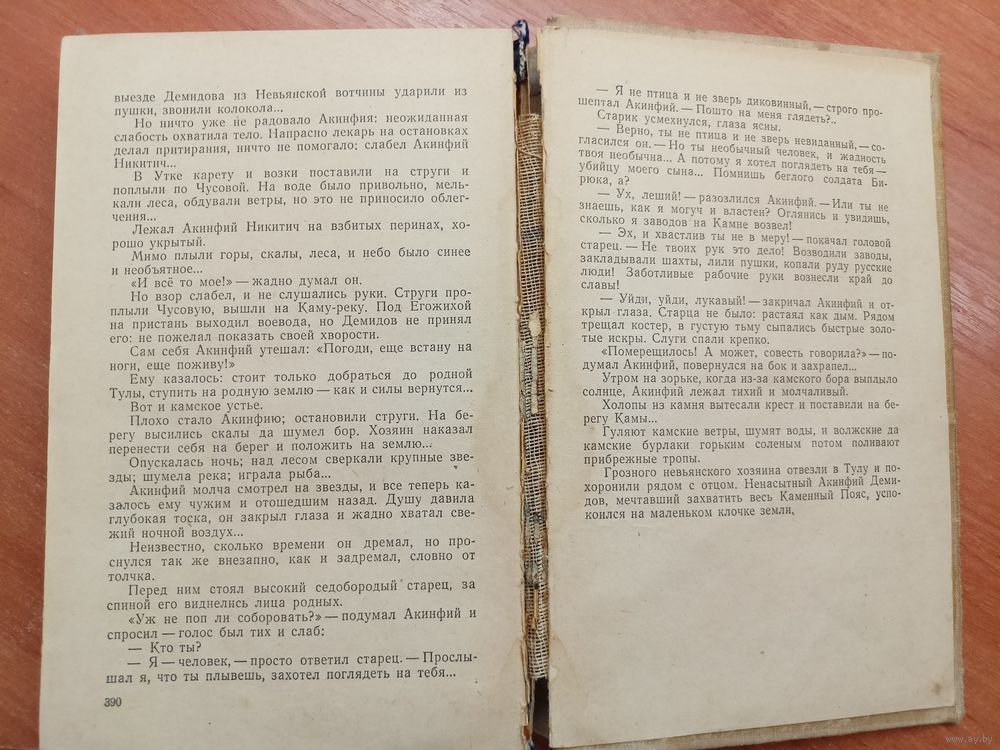 выезде Демидова из Невьянской вотчины ударили из
пушки, звонили колокола...
Но ничто уже не радовало Акинфия: неожиданная
слабость охватила тело. Напрасно лекарь на остановках
делал притирания, ничто не помогало: слабел Акинфий
Никитич...
В Утке карету и возки поставили на струги и
поплыли по Чусовой. На воде было привольно, мель-
кали леса, обдували ветры, но это не приносило облег-
чения...
Лежал Акинфий Никитич на взбитых перинах, хо-
рошо укрытый.
Мимо плыли горы, скалы, леса, и небо было синее
и необъятное...
«И всё то мое!» — жадно думал он.
Но взор слабел, и не слушались руки. Струги про-
плыли Чусовую, вышли на Каму-реку. Под Егожихой
на пристань выходил воевода, но Демидов не принял
его: не пожелал показать своей хворости.
Сам себя Акинфий утешал: «Погоди, еще встану на
ноги, еще поживу!»
Ему казалось: стоит только добраться до родной
Тулы, ступить на родную землю — как и силы вернутся...
Вот и камское устье.
Плохо стало Акинфию; остановили струги. На бе-
регу высились скалы да шумел бор. Хозяин наказал
перенести себя на берег и положить на землю...
Опускалась ночь; над лесом сверкали крупные зве-
зды; шумела река; играла рыба...
Акинфий молча смотрел на звезды, и все теперь ка-
залось ему чужим и отошедшим назад. Душу давила
глубокая тоска, он закрыл глаза и жадно хватал све-
жий ночной воздух...
Неизвестно, сколько времени он дремал, но про-
снулся так же внезапно, как и задремал, словно от
толчка.
Перед ним стоял высокий седобородый старец, за
спиной его виднелись лица родных.
«Уж не поп ли соборовать?» — подумал Акинфий и
спросил — голос был тих и слаб:
— Кто ты?
— Я — человек, — просто ответил старец. — Прослы-
шал я, что ты плывешь, захотел поглядеть на тебя...
390
— Я не птица и не зверь диковинный, — строго про-
шептал Акинфий. — Пошто на меня глядеть?..
Старик усмехнулся, глаза ясны.
— Верно, ты не птица и не зверь невиданный, — со-
гласился он. — Но ты необычный человек, и жадность
твоя необычна... А потому я хотел поглядеть на тебя —
убийцу моего сына... Помнишь беглого солдата Би-
рюка, а?
— Ух, леший! — разозлился Акинфий. — Или ты не
знаешь, как я могуч и властен? Оглянись и увидишь,
сколько я заводов на Камне возвел!
— Эх, и хвастлив ты не в меру! — покачал головой
старец. — Не твоих рук это дело! Возводили заводы,
закладывали шахты, лили пушки, копали руду русские
люди! Заботливые рабочие руки вознесли край до
славы!
— Уйди, уйди, лукавый! — закричал Акинфий и от-
крыл глаза. Старца не было: растаял как дым. Рядом
трещал костер, в густую тьму сыпались быстрые золо-
тые искры. Слуги спали крепко.
«Померещилось! А может, совесть говорила?» — по-
думал Акинфий, повернулся на бок и захрапел...
Утром на зорьке, когда из-за камского бора выплыло
солнце, Акинфий лежал тихий и молчаливый.
Холопы из камня вытесали крест и поставили на бе-
регу Камы...
Гуляют камские ветры, шумят воды, и волжские да
камские бурлаки горьким соленым потом поливают
прибрежные тропы.
Грозного невьянского хозяина отвезли в Тулу и по-
хоронили рядом с отцом. Ненасытный Акинфий Деми-
дов, мечтавший захватить весь Каменный Пояс, успо-
коился на маленьком клочке земли.
www.ay.by